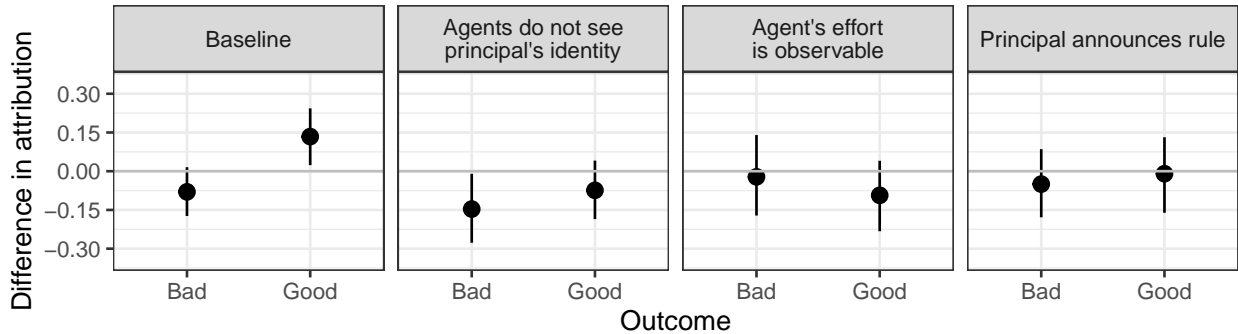 Baseline
Agents do not see
principal's identity
Agent's effort
is observable
Principal announces rule
Difference in attribution
0.30
0.15
0.00
−0.15
−0.30
Bad Good Bad Good Bad Good Bad Good
Outcome